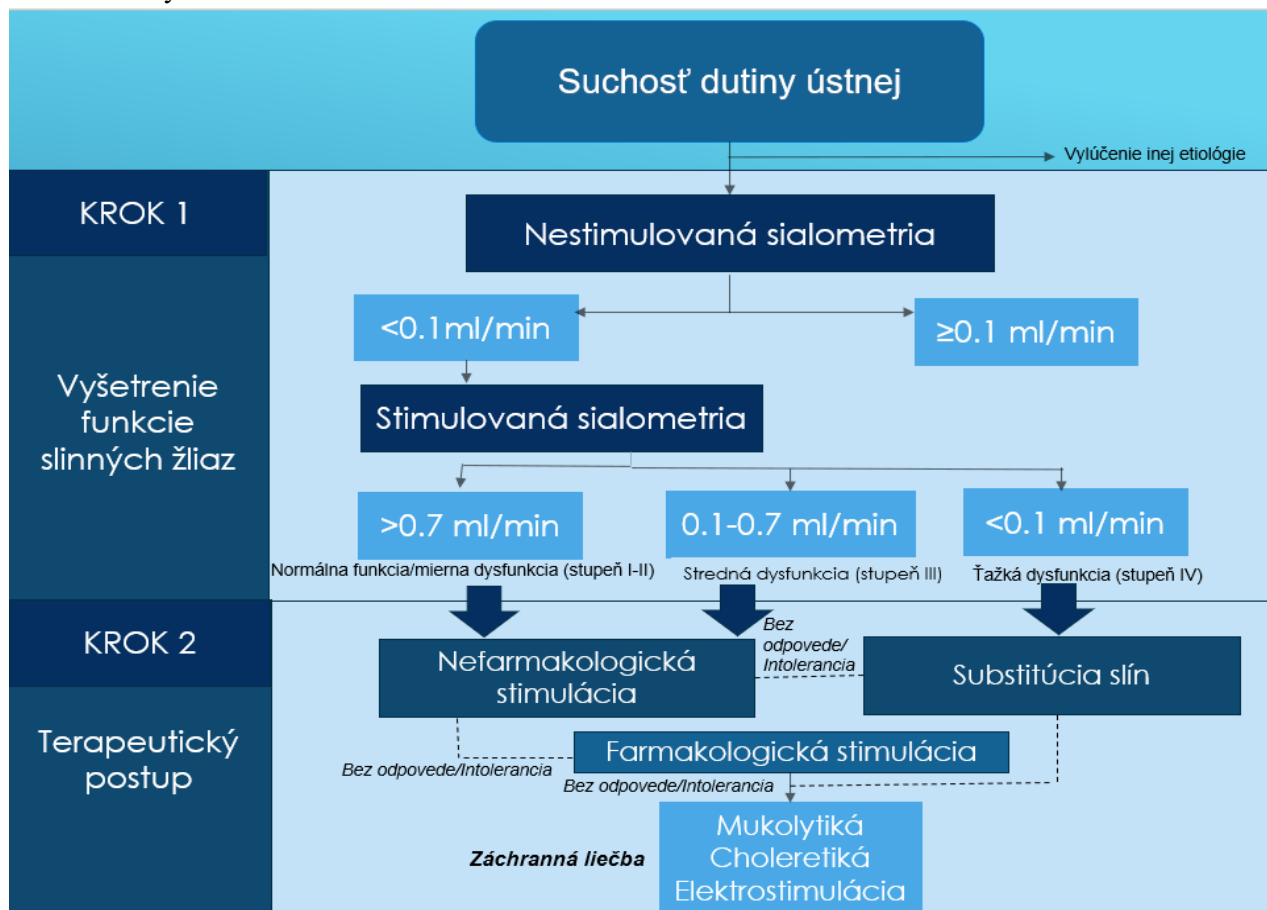 Suchosť dutiny ústnej
Vylúčenie inej etiológie
KROK 1
Nestimulovaná sialometria
<0.1ml/min
≥0.1 ml/min
Vyšetrenie
funkcie
slinných žliaz
Stimulovaná sialometria
>0.7 ml/min
0.1-0.7 ml/min
<0.1 ml/min
Normálna funkcia/mierna dysfunkcia (stupeň I-II)
Stredná dysfunkcia (stupeň III)
Ťažká dysfunkcia (stupeň IV)
KROK 2
Nefarmakologická
stimulácia
Bez
odpovede/
Intolerancia
Substitúcia slín
Terapeutický
postup
Farmakologická stimulácia
Bez odpovede/Intolerancia
Bez odpovede/Intolerancia
Záchranná liečba
Mukolytiká
Choleretiká
Elektrostimulácia